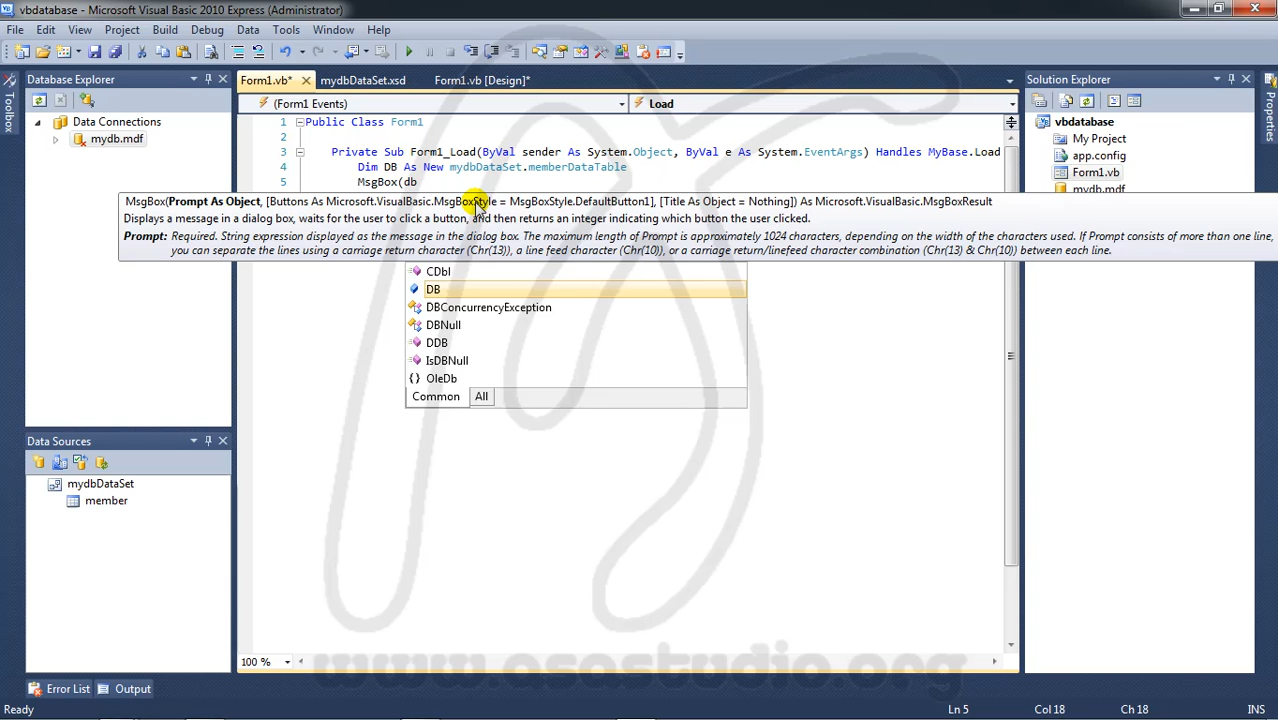 vbdatabase - Microsoft Visual Basic 2010 Express (Administrator)
File Edit View Project Build Debug Data Tools Window Help
Database Explorer
Form1.vb* mydbDataSet.xsd Form1.vb [Design]*
Solution Explorer
Toolbox
Properties
(Form1 Events)
Load
Data Connections
mydb.mdf
vbdatabase
My Project
app.config
Form1.vb
mydb.mdf
1 Public Class Form1
2
3 Private Sub Form1_Load(ByVal sender As System.Object, ByVal e As System.EventArgs) Handles MyBase.Load
4 Dim DB As New mydbDataSet.memberDataTable
5 MsgBox(db
MsgBox(Prompt As Object, [Buttons As Microsoft.VisualBasic.MsgBoxStyle = MsgBoxStyle.DefaultButton1], [Title As Object = Nothing]) As Microsoft.VisualBasic.MsgBoxResult
Displays a message in a dialog box, waits for the user to click a button, and then returns an integer indicating which button the user clicked.
Prompt: Required. String expression displayed as the message in the dialog box. The maximum length of Prompt is approximately 1024 characters, depending on the width of the characters used. If Prompt consists of more than one line,
you can separate the lines using a carriage return character (Chr(13)), a line feed character (Chr(10)), or a carriage return/linefeed character combination (Chr(13) & Chr(10)) between each line.
CDbl
DB
DBConcurrencyException
DBNull
DDB
IsDBNull
OleDb
Common All
Data Sources
mydbDataSet
member
100 %
www.asastudio.org
Error List Output
Ready Ln 5 Col 18 Ch 18 INS